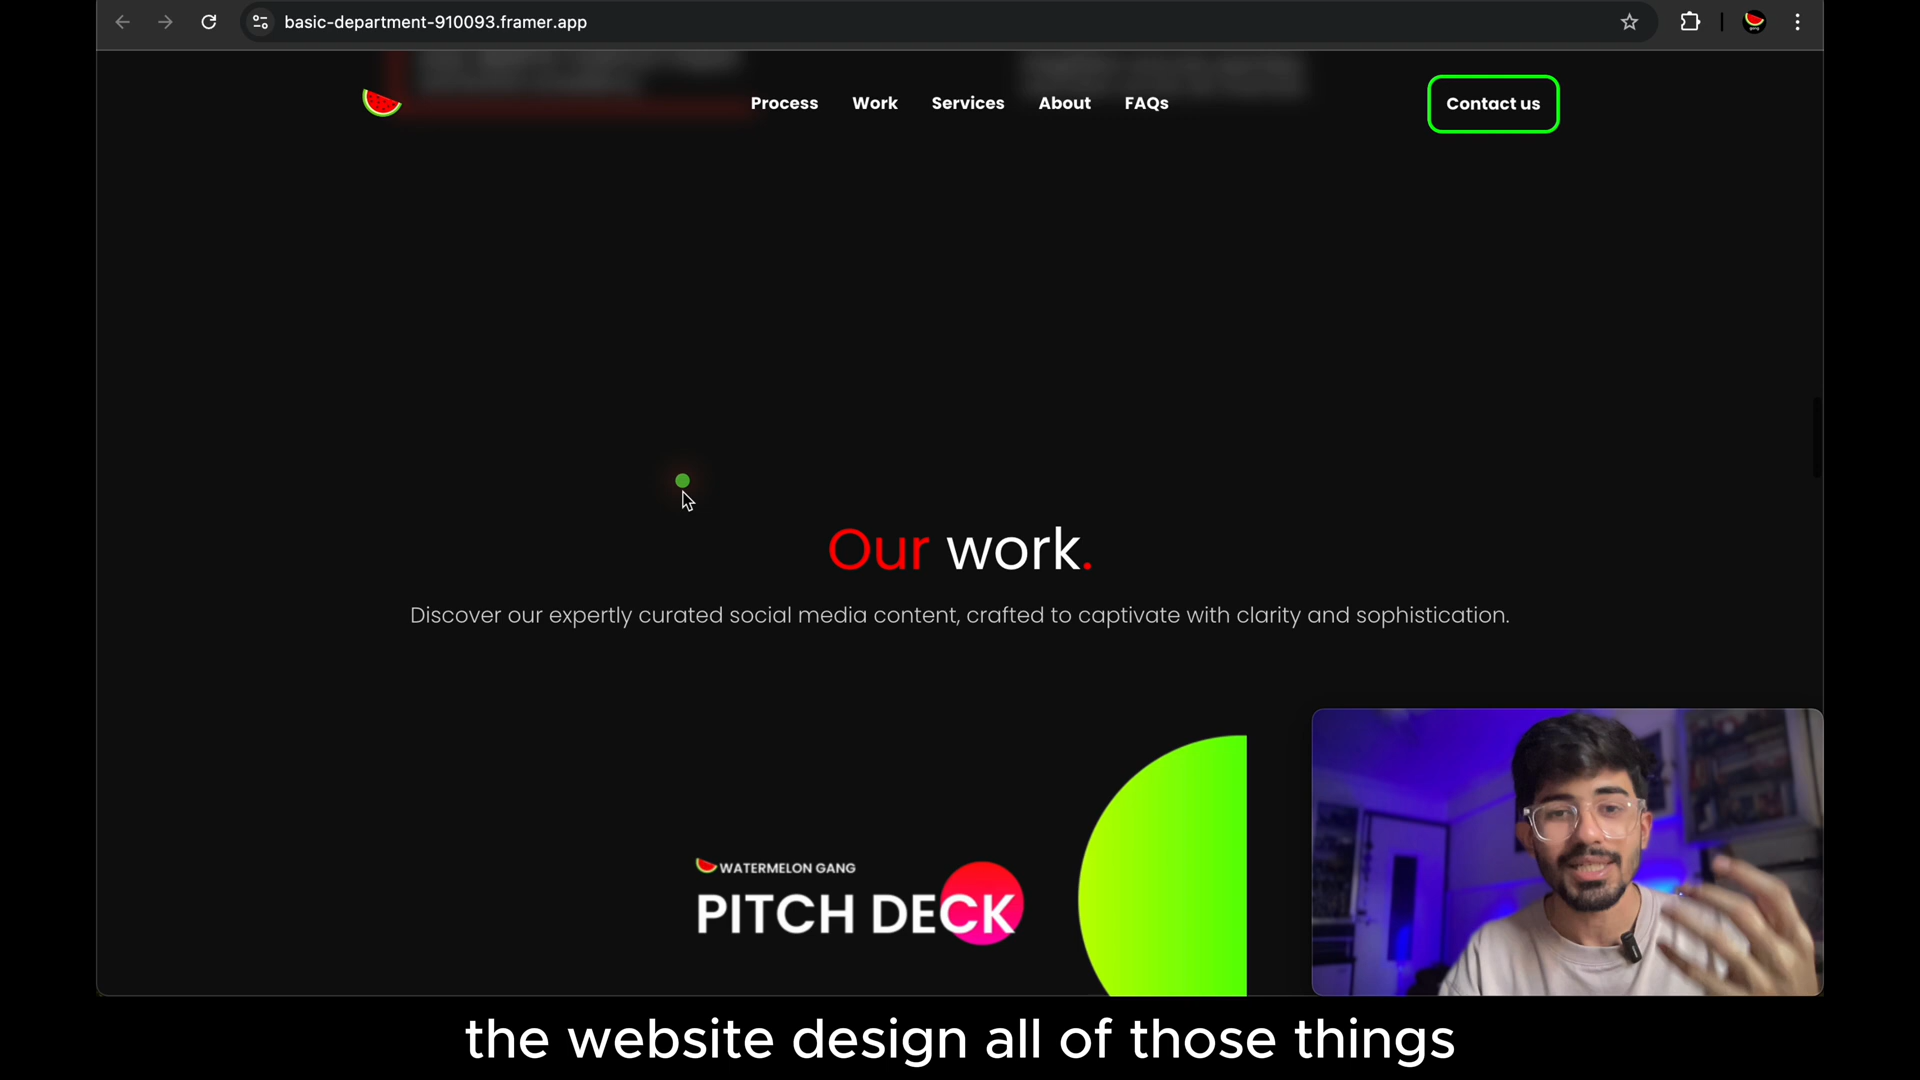 basic-department-910093.framer.app
Process Work Services About FAQs
Contact us
Our work.
Discover our expertly curated social media content, crafted to captivate with clarity and sophistication.
WATERMELON GANG
PITCH DECK
the website design all of those things